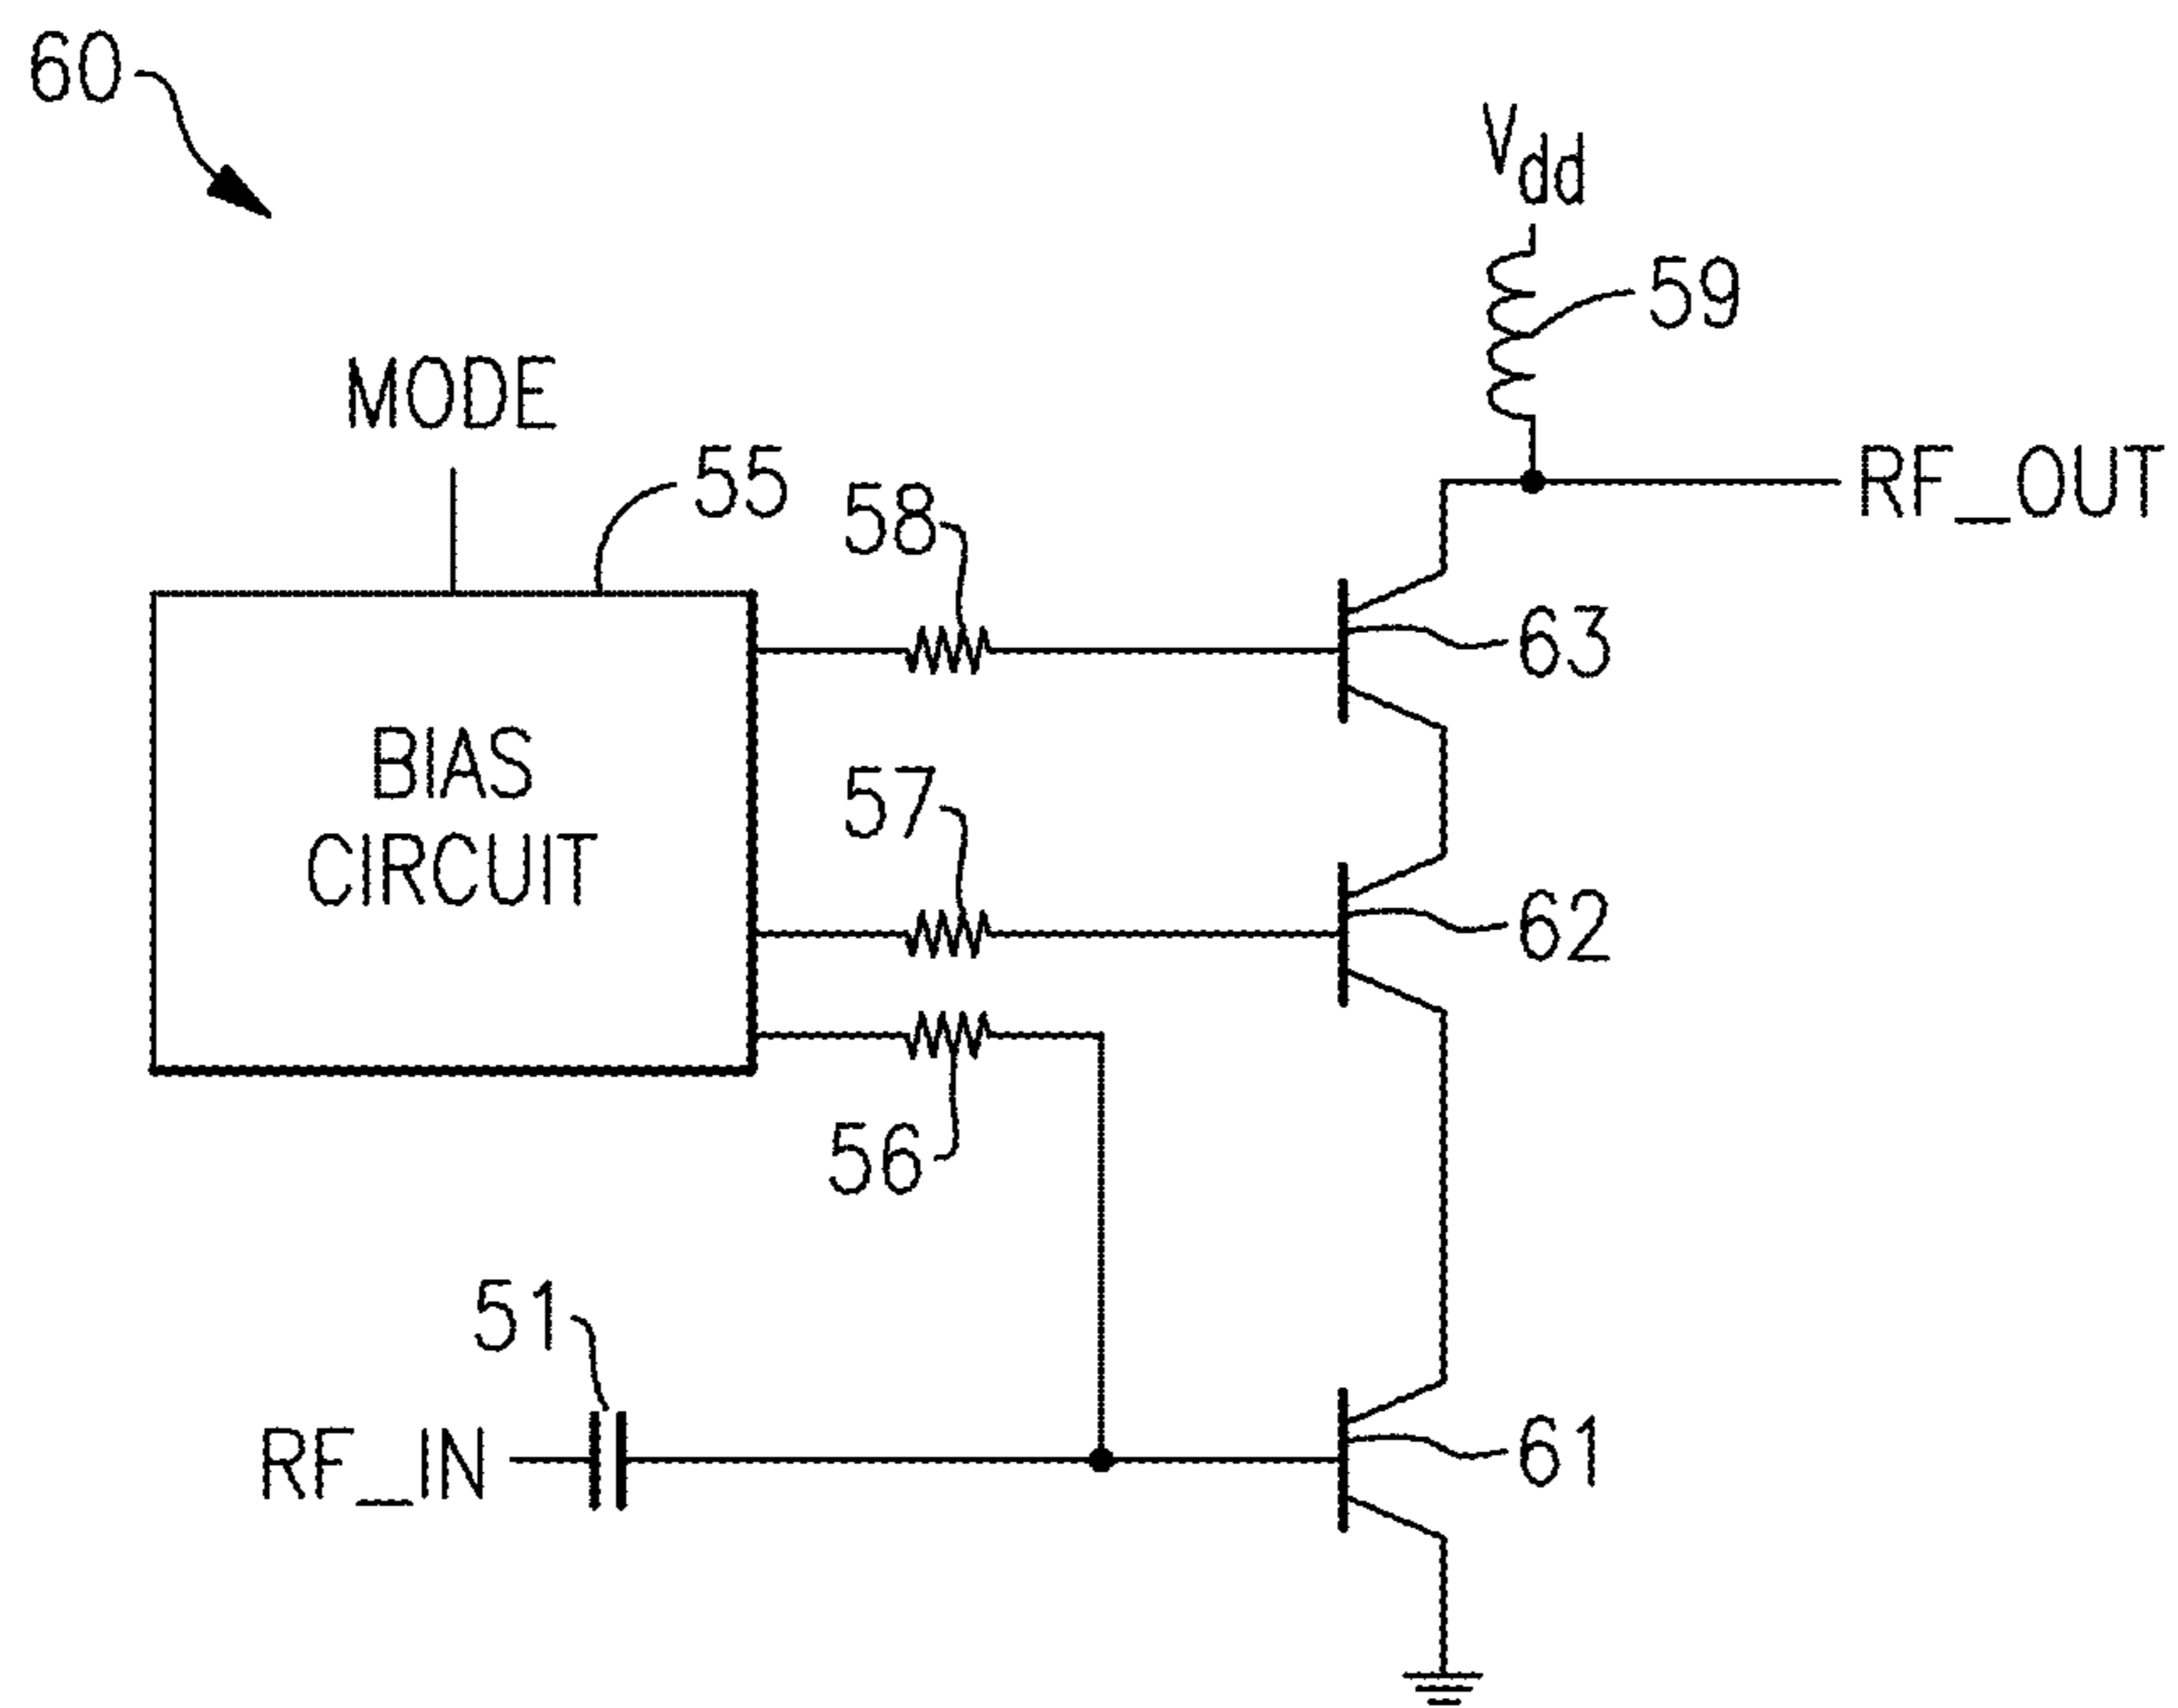 60
Vdd
59
MODE
55
58
RF_OUT
63
BIAS
CIRCUIT
57
62
56
51
RF_IN
61